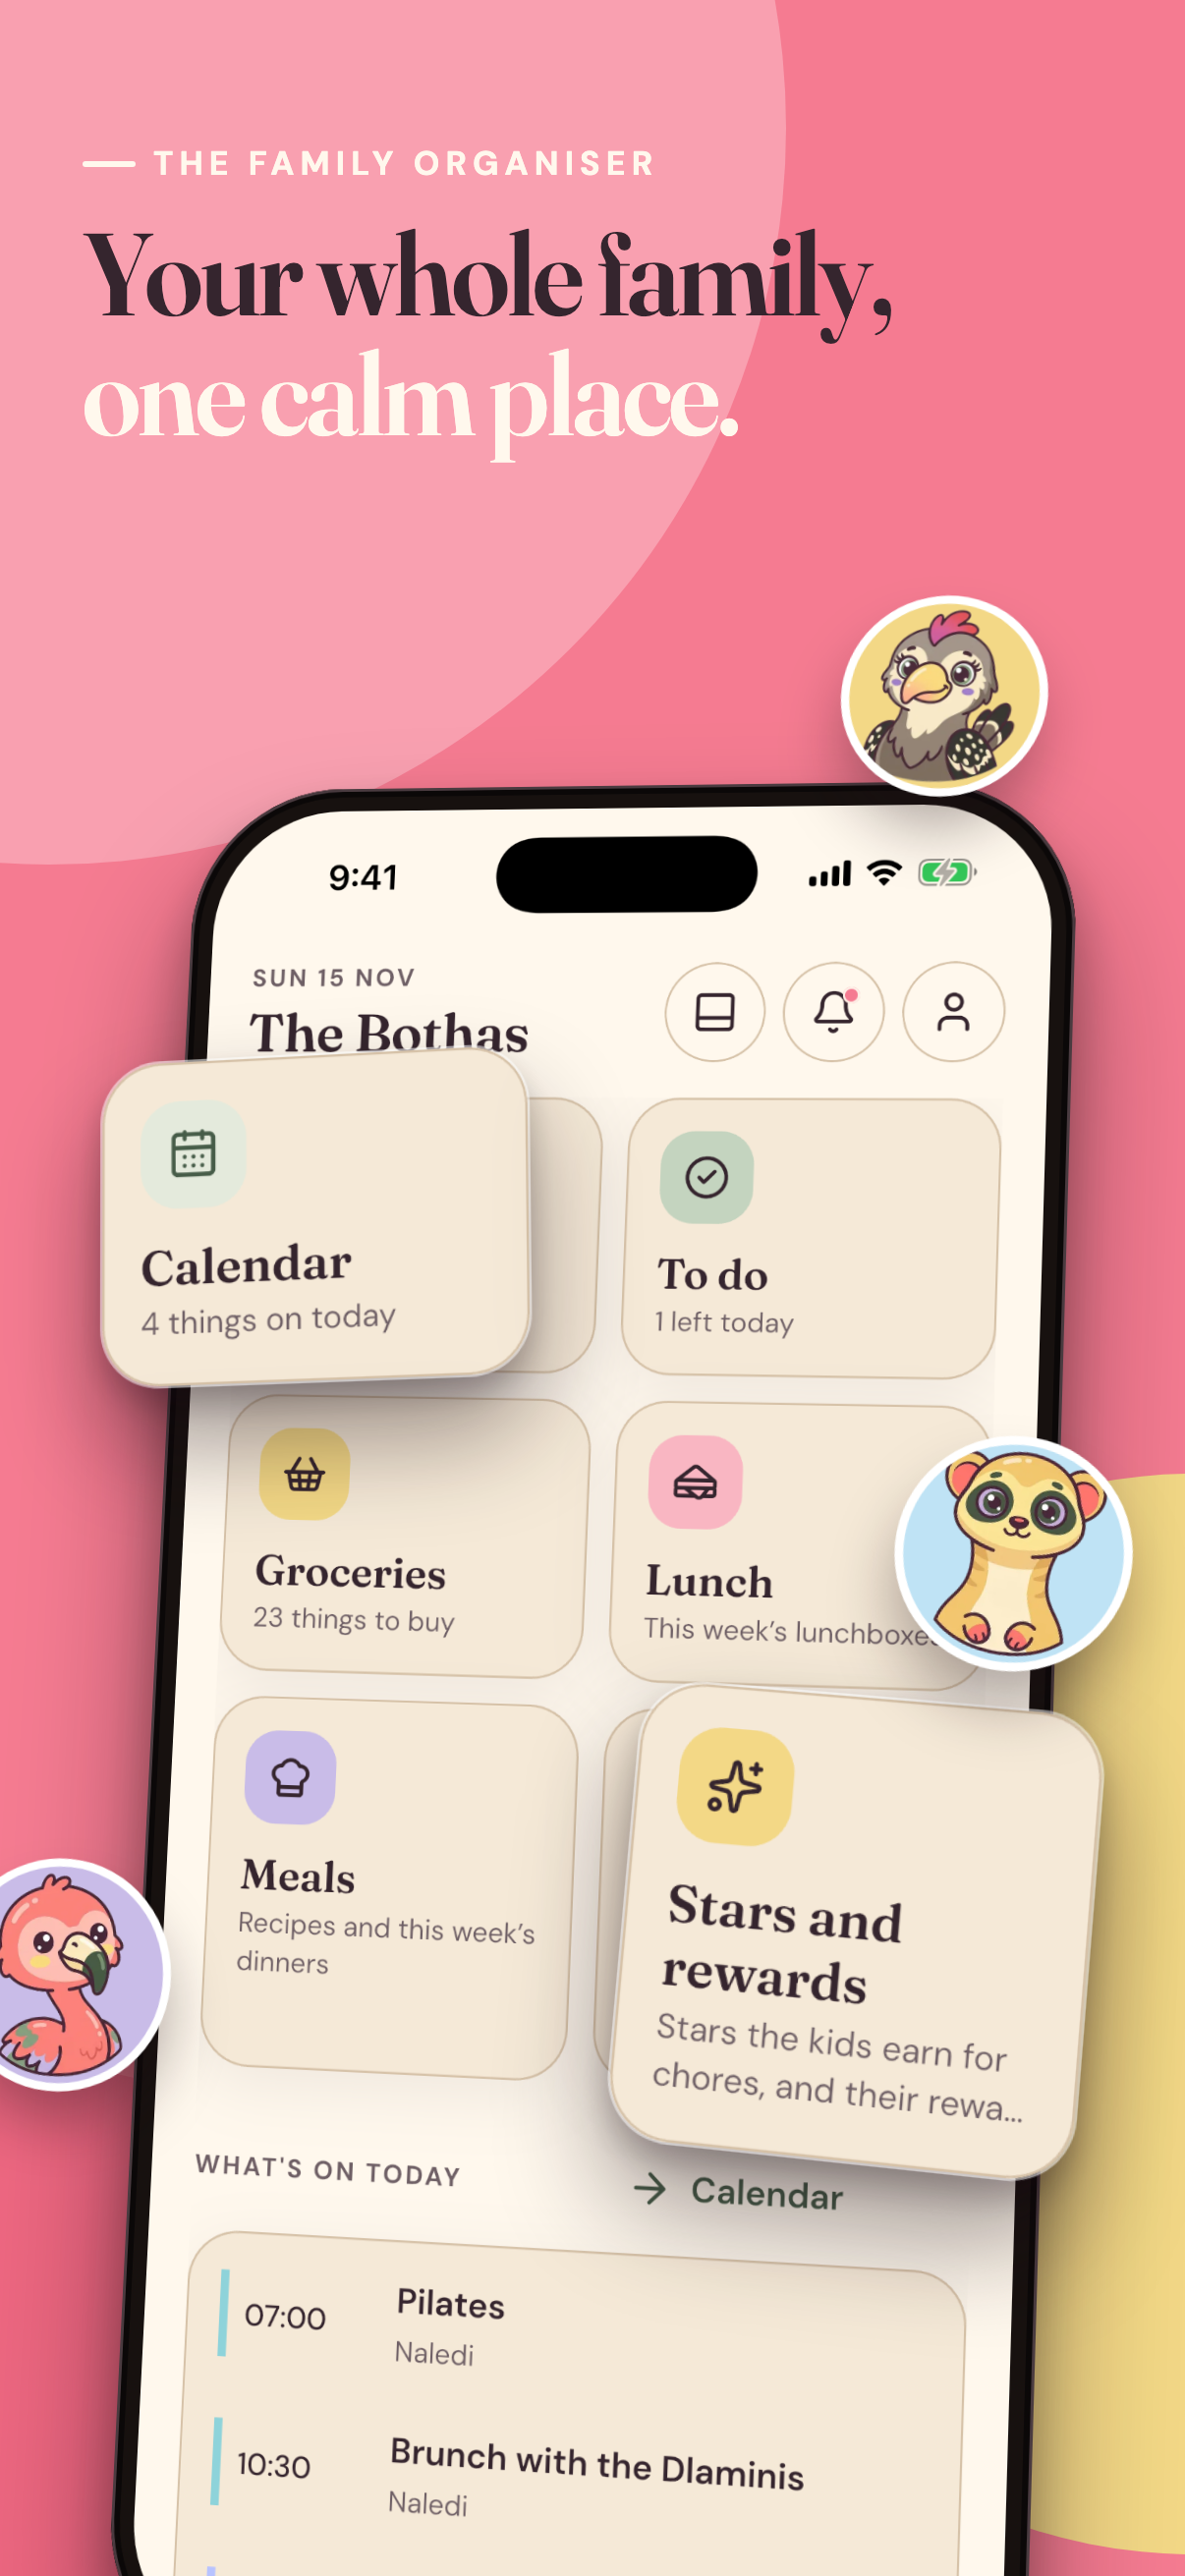 THE FAMILY ORGANISER
Your whole family,
one calm place.
9:41
SUN 15 NOV
The Bothas
Calendar
4 things on today
To do
1 left today
Groceries
23 things to buy
Lunch
This week's lunchboxes
Meals
Recipes and this week's
dinners
Stars and
rewards
Stars the kids earn for
chores, and their rewa...
WHAT'S ON TODAY
→ Calendar
07:00
Pilates
Naledi
10:30
Brunch with the Dlaminis
Naledi